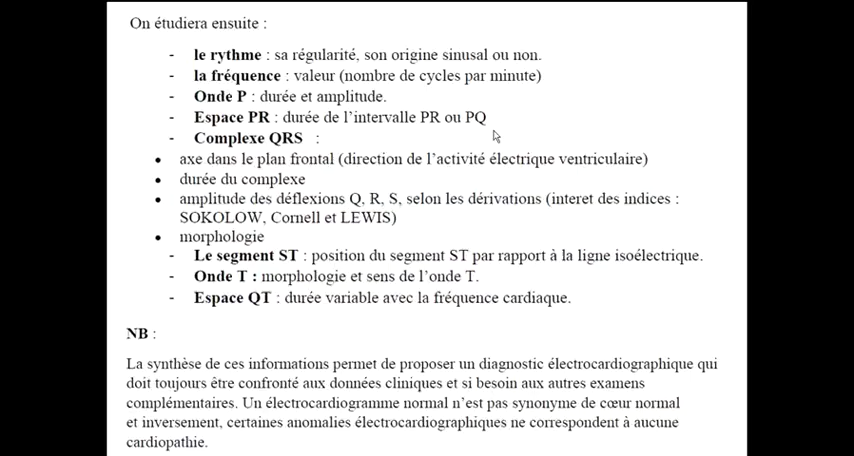 On étudiera ensuite :
- le rythme : sa régularité, son origine sinusal ou non.
- la fréquence : valeur (nombre de cycles par minute)
- Onde P : durée et amplitude.
- Espace PR : durée de l'intervalle PR ou PQ
- Complexe QRS :
• axe dans le plan frontal (direction de l'activité électrique ventriculaire)
• durée du complexe
• amplitude des déflexions Q, R, S, selon les dérivations (interet des indices :
SOKOLOW, Cornell et LEWIS)
• morphologie
- Le segment ST : position du segment ST par rapport à la ligne isoélectrique.
- Onde T : morphologie et sens de l'onde T.
- Espace QT : durée variable avec la fréquence cardiaque.
NB :
La synthèse de ces informations permet de proposer un diagnostic électrocardiographique qui
doit toujours être confronté aux données cliniques et si besoin aux autres examens
complémentaires. Un électrocardiogramme normal n'est pas synonyme de cœur normal
et inversement, certaines anomalies électrocardiographiques ne correspondent à aucune
cardiopathie.